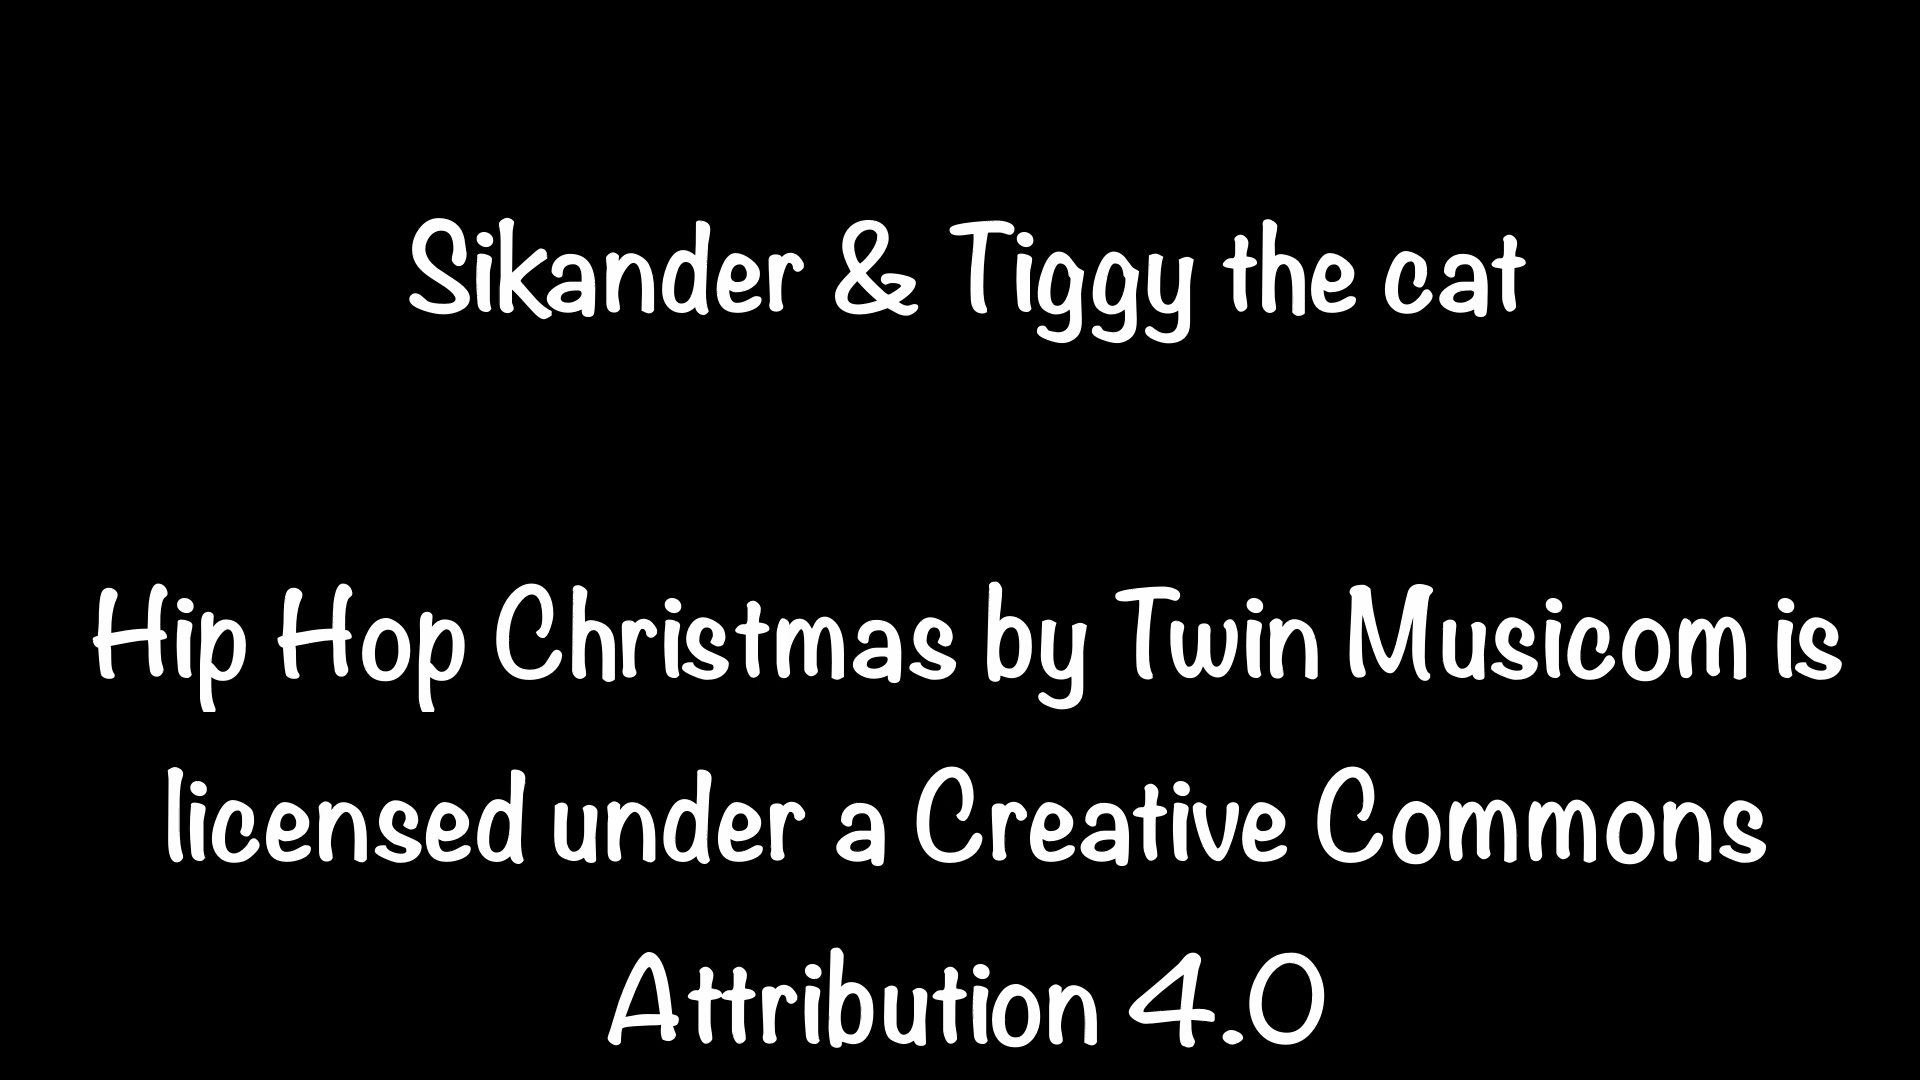 Sikander & Tiggy the cat
Hip Hop Christmas by Twin Musicom is
licensed under a Creative Commons
Attribution 4.0